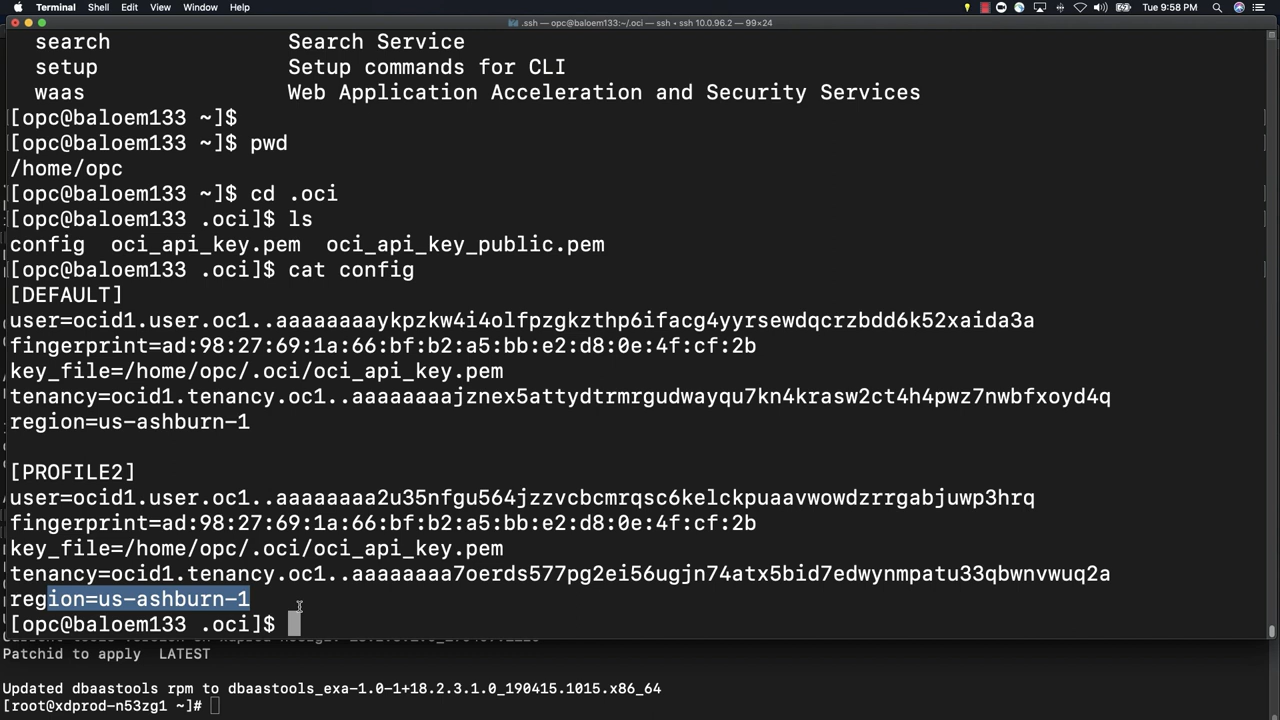 Terminal Shell Edit View Window Help
Tue 9:58 PM
.ssh — opc@baloem133:~/.oci — ssh • ssh 10.0.96.2 — 99×24
search Search Service
setup Setup commands for CLI
waas Web Application Acceleration and Security Services
[opc@baloem133 ~]$
[opc@baloem133 ~]$ pwd
/home/opc
[opc@baloem133 ~]$ cd .oci
[opc@baloem133 .oci]$ ls
config oci_api_key.pem oci_api_key_public.pem
[opc@baloem133 .oci]$ cat config
[DEFAULT]
user=ocid1.user.oc1..aaaaaaaaykpzkw4i4olfpzgkzthp6ifacg4yyrsewdqcrzbdd6k52xaida3a
fingerprint=ad:98:27:69:1a:66:bf:b2:a5:bb:e2:d8:0e:4f:cf:2b
key_file=/home/opc/.oci/oci_api_key.pem
tenancy=ocid1.tenancy.oc1..aaaaaaaajznex5attydtrmrgudwayqu7kn4krasw2ct4h4pwz7nwbfxoyd4q
region=us-ashburn-1
[PROFILE2]
user=ocid1.user.oc1..aaaaaaaa2u35nfgu564jzzvcbcmrqsc6kelckpuaavwowdzrrgabjuwp3hrq
fingerprint=ad:98:27:69:1a:66:bf:b2:a5:bb:e2:d8:0e:4f:cf:2b
key_file=/home/opc/.oci/oci_api_key.pem
tenancy=ocid1.tenancy.oc1..aaaaaaaa7oerds577pg2ei56ugjn74atx5bid7edwynmpatu33qbwnvwuq2a
region=us-ashburn-1
[opc@baloem133 .oci]$
Patchid to apply LATEST
Updated dbaastools rpm to dbaastools_exa-1.0-1+18.2.3.1.0_190415.1015.x86_64
[root@xdprod-n53zg1 ~]#